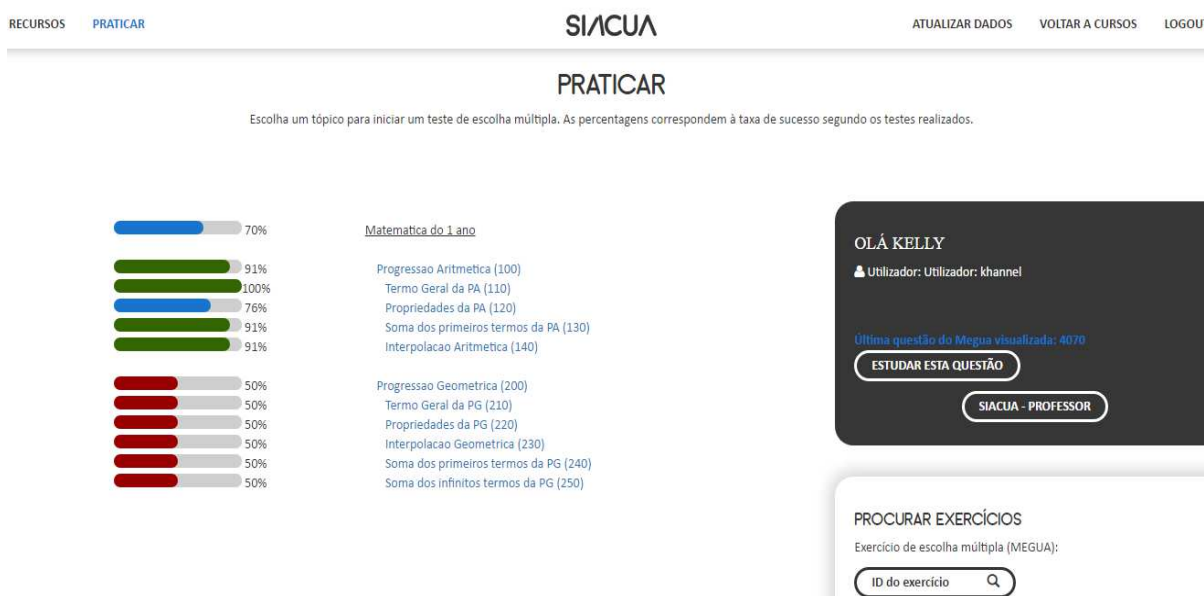 RECURSOS PRATICAR SIACUA ATUALIZAR DADOS VOLTAR A CURSOS
PRATICAR
Escolha um tópico para iniciar um teste de escolha múltipla. As percentagens correspondem à taxa de sucesso segundo os testes realizados.
70% Matematica do 1 ano
91% Progressao Aritmetica (100)
100% Termo Geral da PA (110)
76% Propriedades da PA (120)
91% Soma dos primeiros termos da PA (130)
91% Interpolacao Aritmetica (140)
50% Progressao Geometrica (200)
50% Termo Geral da PG (210)
50% Propriedades da PG (220)
50% Interpolacao Geometrica (230)
50% Soma dos primeiros termos da PG (240)
50% Soma dos infinitos termos da PG (250)
OLÁ KELLY
Utilizador: Utilizador: khannel
Última questão do Megua visualizada: 4070
ESTUDAR ESTA QUESTÃO
SIACUA - PROFESSOR
PROCURAR EXERCÍCIOS
Exercício de escolha múltipla (MEGUA):
ID do exercício